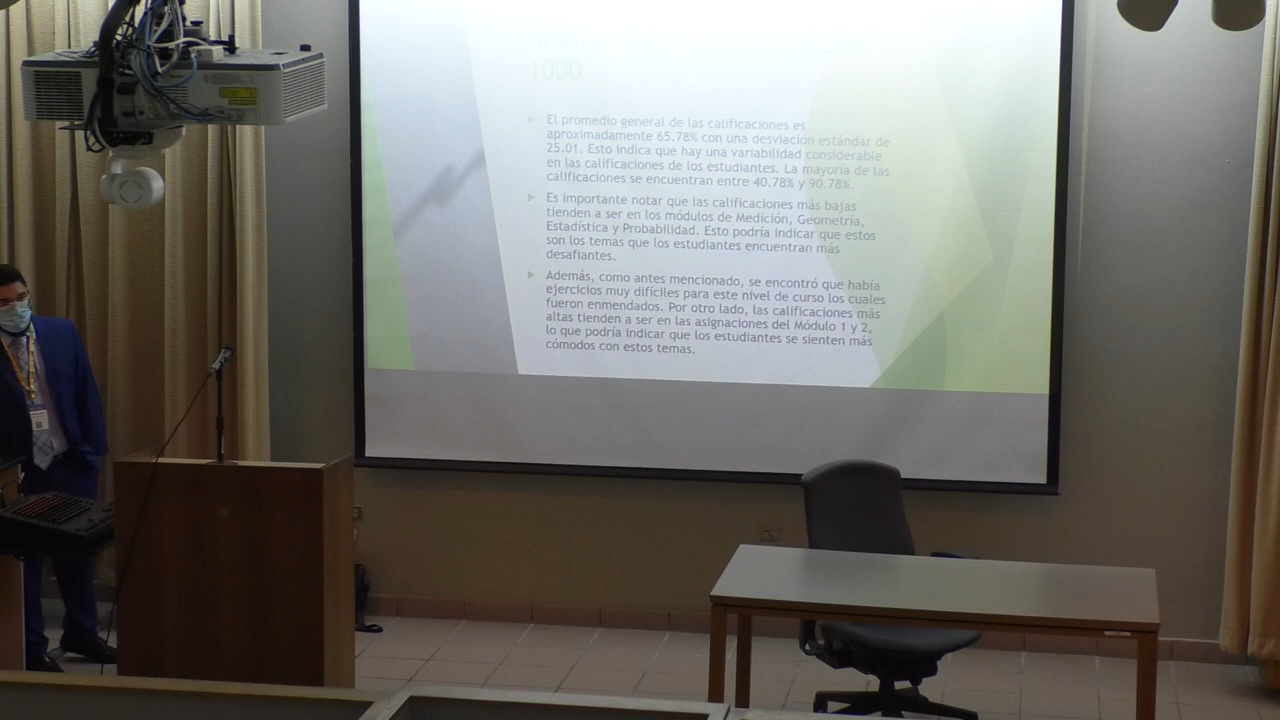 1000
El promedio general de las calificaciones es
aproximadamente 65.78% con una desviación estándar de
25.01. Esto indica que hay una variabilidad considerable
en las calificaciones de los estudiantes. La mayoría de las
calificaciones se encuentran entre 40.78% y 90.78%.
Es importante notar que las calificaciones más bajas
tienden a ser en los módulos de Medición, Geometría,
Estadística y Probabilidad. Esto podría indicar que estos
son los temas que los estudiantes encuentran más
desafiantes.
Además, como antes mencionado, se encontró que había
ejercicios muy difíciles para este nivel de curso los cuales
fueron enmendados. Por otro lado, las calificaciones más
altas tienden a ser en las asignaciones del Módulo 1 y 2,
lo que podría indicar que los estudiantes se sienten más
cómodos con estos temas.